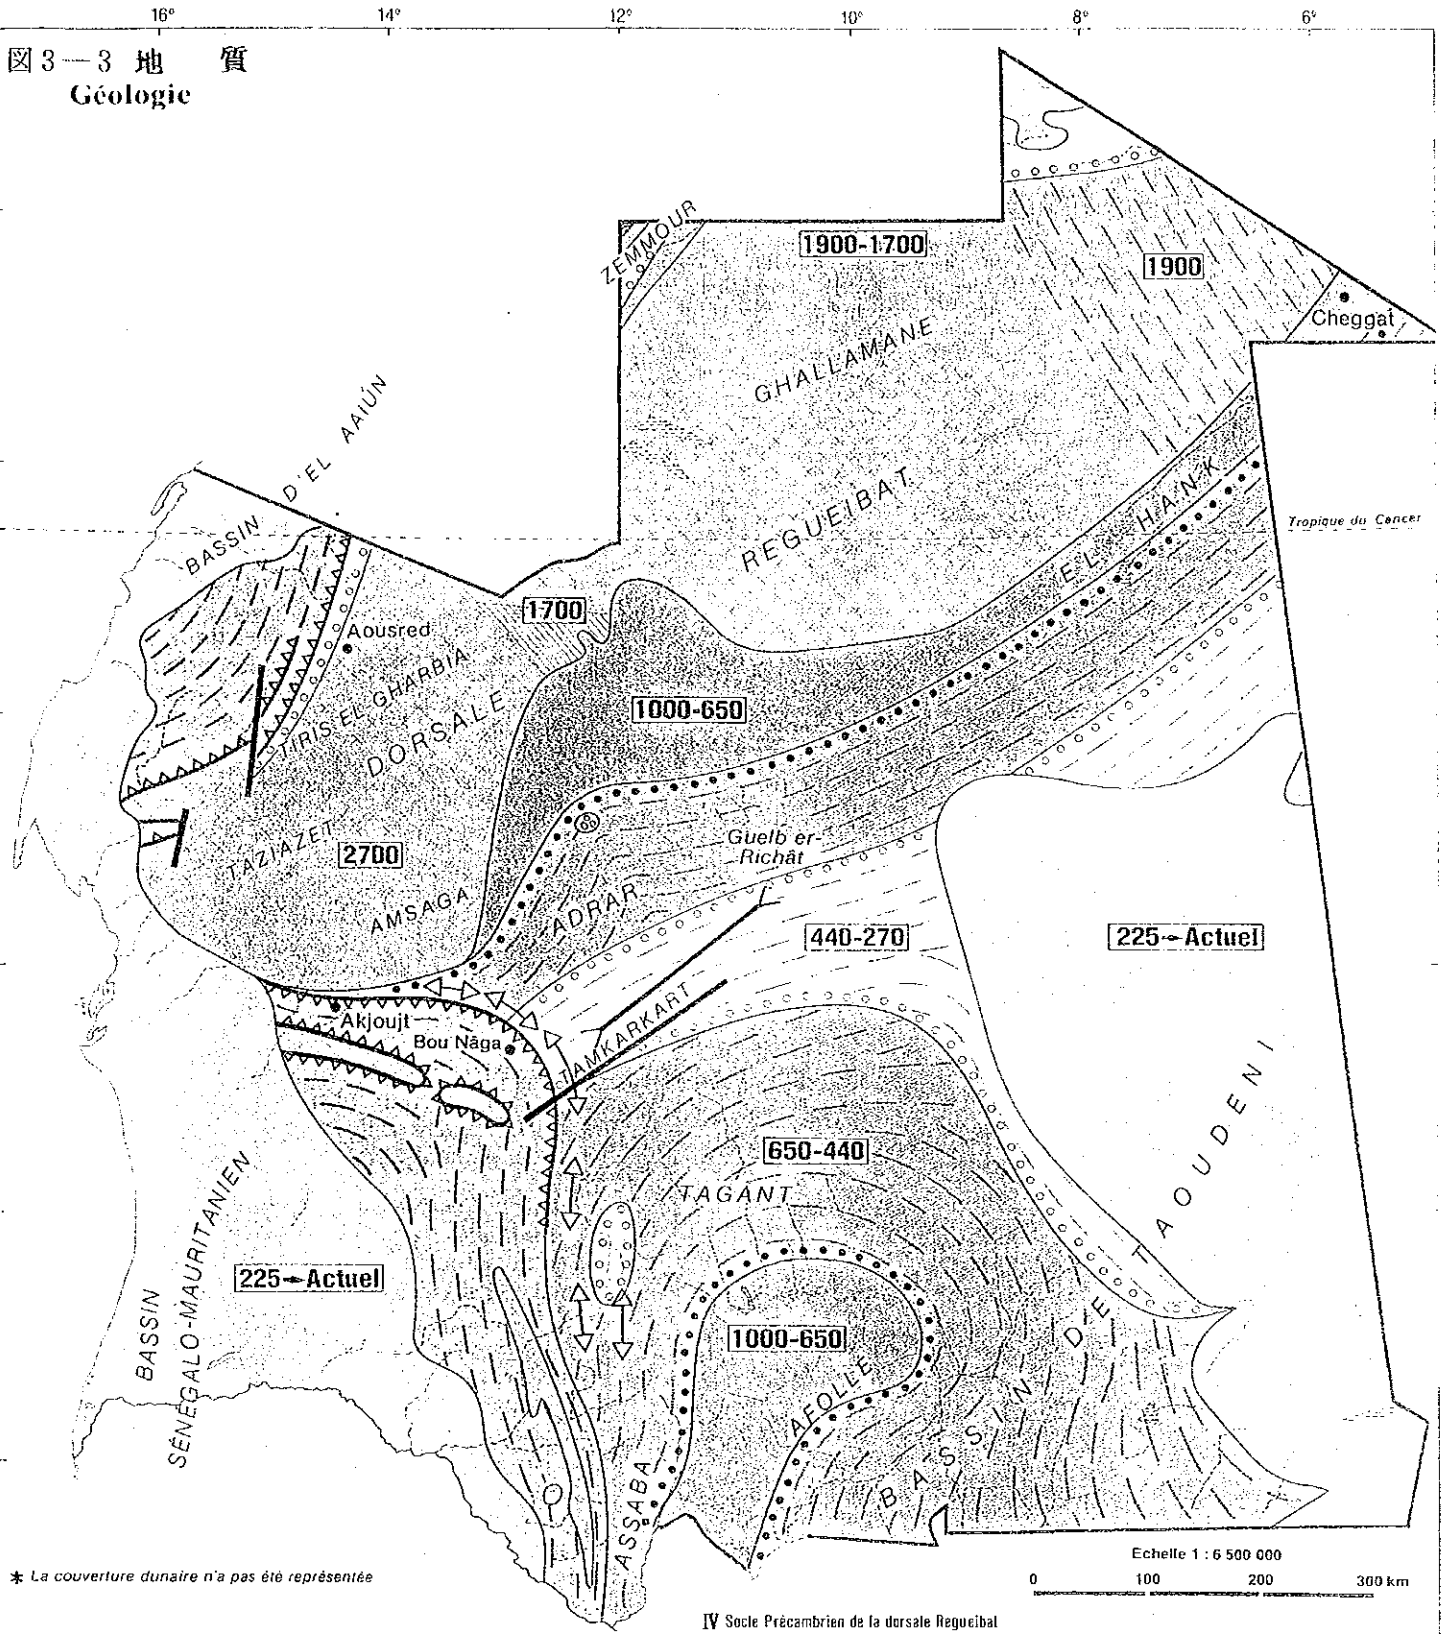 16° 14° 12° 10° 8° 6°
図3-3 地 質
Géologie
ZEMMOUR
1900-1700
1900
Cheggat
GHALLAMANE
D'EL AAIÚN
BASSIN
REGUEIBAT
EL HANK
Tropique du Cancer
1700
Aousred
TIRIS EL GHARBIA
DORSALE
1000-650
Guelb er-
Richât
TAZIAZET
2700
AMSAGA
ADRAR
440-270
225→Actuel
Akjoujt
Bou Nâga
TAMKARKART
TAOUDENI
650-440
TAGANT
BASSIN
SÉNÉGALO-MAURITANIEN
225→Actuel
1000-650
AFOLLÉ
BASSIN DE
ASSABA
Echelle 1 : 6 500 000
0 100 200 300 km
* La couverture dunaire n'a pas été représentée
IV Socle Précambrien de la dorsale Regueibat